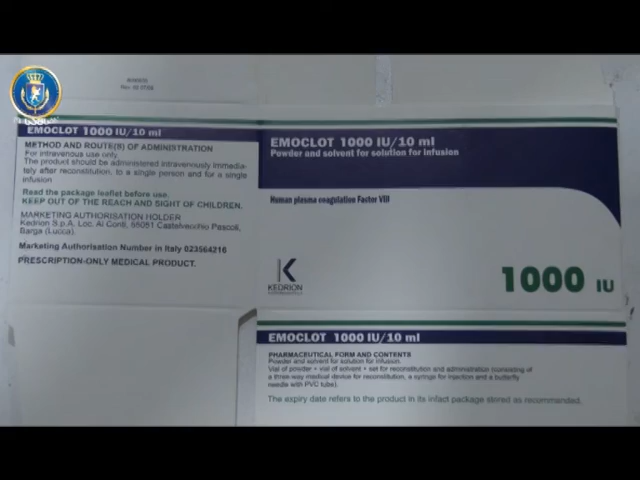 EMOCLOT 1000 IU/10 ml
METHOD AND ROUTE(S) OF ADMINISTRATION
For intravenous use only.
The product should be administered intravenously immedia-
tely after reconstitution, to a single person and for a single
infusion
Read the package leaflet before use.
KEEP OUT OF THE REACH AND SIGHT OF CHILDREN.
MARKETING AUTHORISATION HOLDER
Kedrion S.p.A. Loc. Ai Conti, 55051 Castelvecchio Pascoli,
Barga (Lucca).
Marketing Authorisation Number in Italy 023564216
PRESCRIPTION-ONLY MEDICAL PRODUCT.
EMOCLOT 1000 IU/10 ml
Powder and solvent for solution for infusion
Human plasma coagulation Factor VIII
KEDRION
1000 IU
EMOCLOT 1000 IU/10 ml
PHARMACEUTICAL FORM AND CONTENTS
Powder and solvent for solution for infusion.
Vial of powder + vial of solvent + set for reconstitution and administration consisting of
a three-way medical device for reconstitution, a syringe for injection and a butterfly
needle with PVC tube).
The expiry date refers to the product in its infact package stored as recommended.